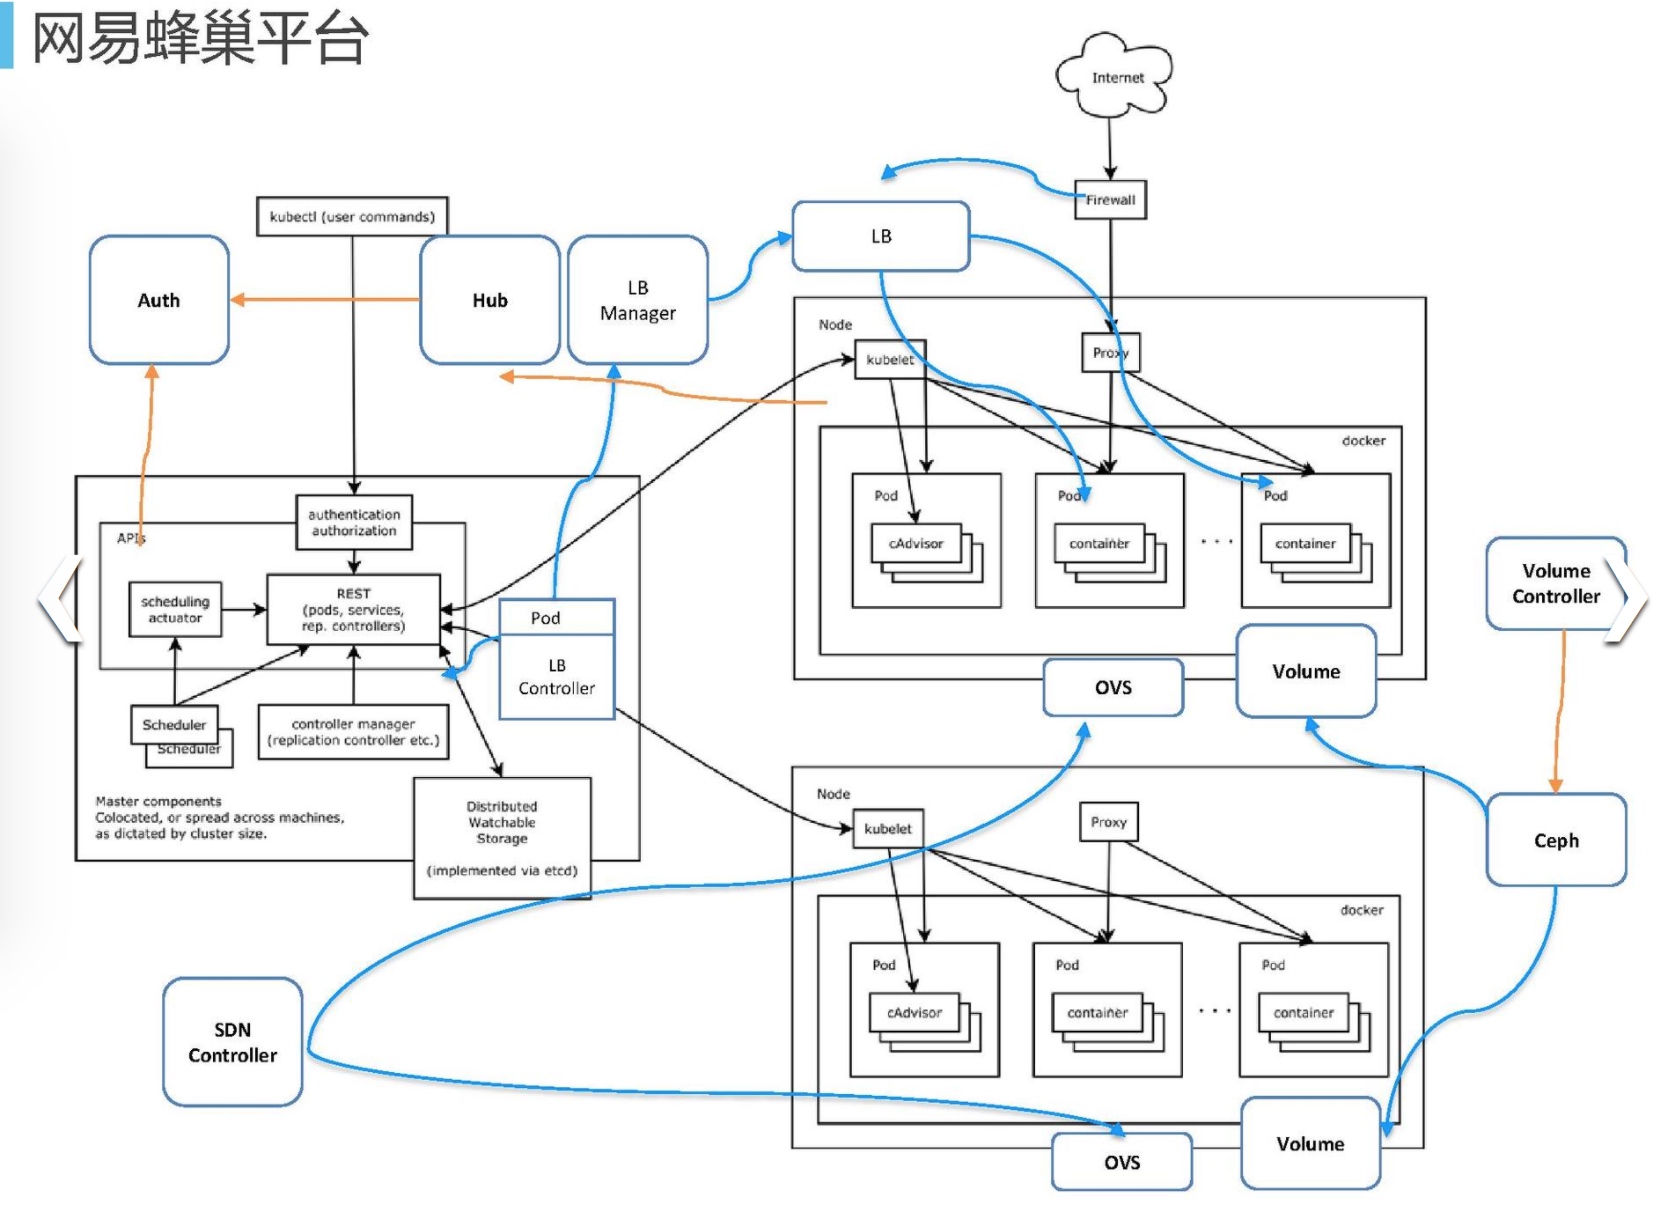 网易蜂巢平台
Internet
Firewall
kubectl (user commands)
Auth
Hub
LB
Manager
LB
Node
kubelet
Proxy
docker
Pod
cAdvisor
Pod
container
. . .
Pod
container
authentication
authorization
APIs
scheduling
actuator
REST
(pods, services,
rep. controllers)
Pod
LB
Controller
Scheduler
Scheduler
controller manager
(replication controller etc.)
Master components
Colocated, or spread across machines,
as dictated by cluster size.
Distributed
Watchable
Storage
(implemented via etcd)
OVS
Volume
Volume
Controller
Ceph
Node
kubelet
Proxy
docker
Pod
cAdvisor
Pod
container
. . .
Pod
container
SDN
Controller
OVS
Volume